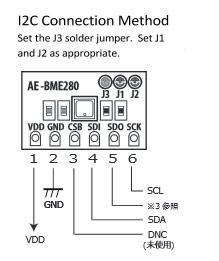 I2C Connection Method
Set the J3 solder jumper. Set J1
and J2 as appropriate.
AE-BME280
J3 J1 J2
VDD GND CSB SDI SDO SCK
1 2 3 4 5 6
SCL
GND
※3 参照
SDA
VDD
DNC
(未使用)